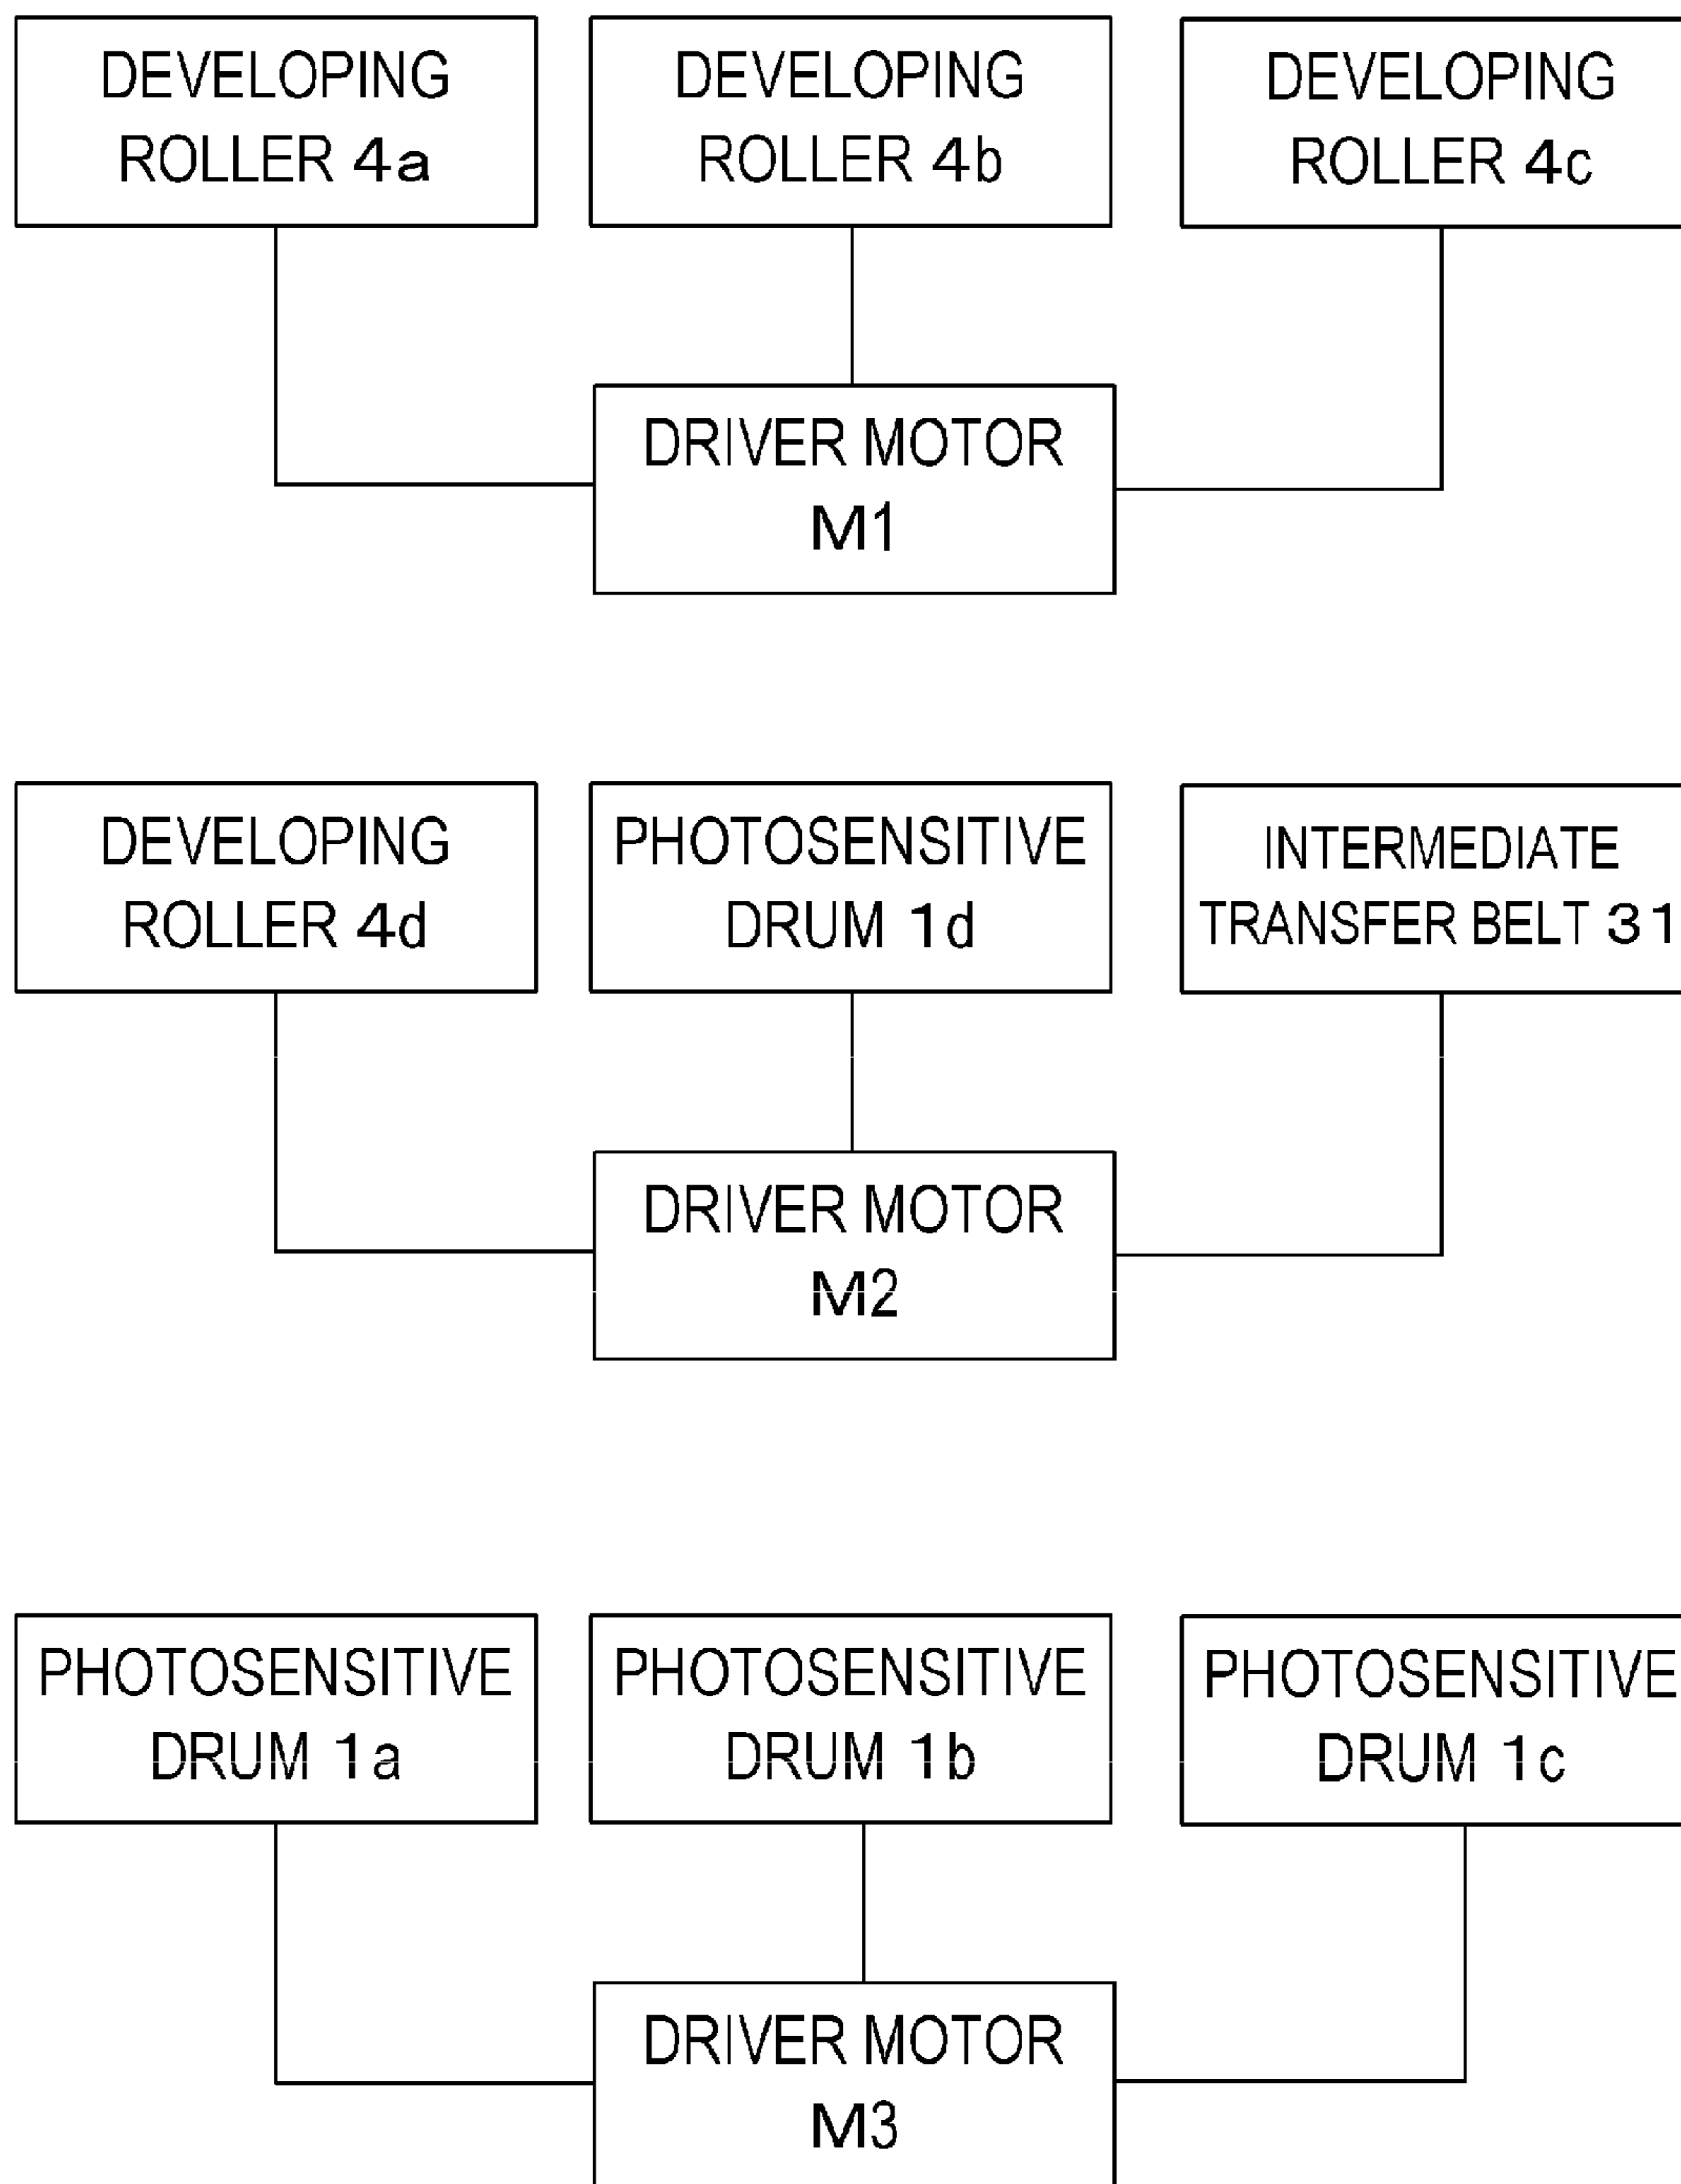 DEVELOPING
ROLLER 4a
DEVELOPING
ROLLER 4b
DEVELOPING
ROLLER 4c
DRIVER MOTOR
M1
DEVELOPING
ROLLER 4d
PHOTOSENSITIVE
DRUM 1d
INTERMEDIATE
TRANSFER BELT 31
DRIVER MOTOR
M2
PHOTOSENSITIVE
DRUM 1a
PHOTOSENSITIVE
DRUM 1b
PHOTOSENSITIVE
DRUM 1c
DRIVER MOTOR
M3